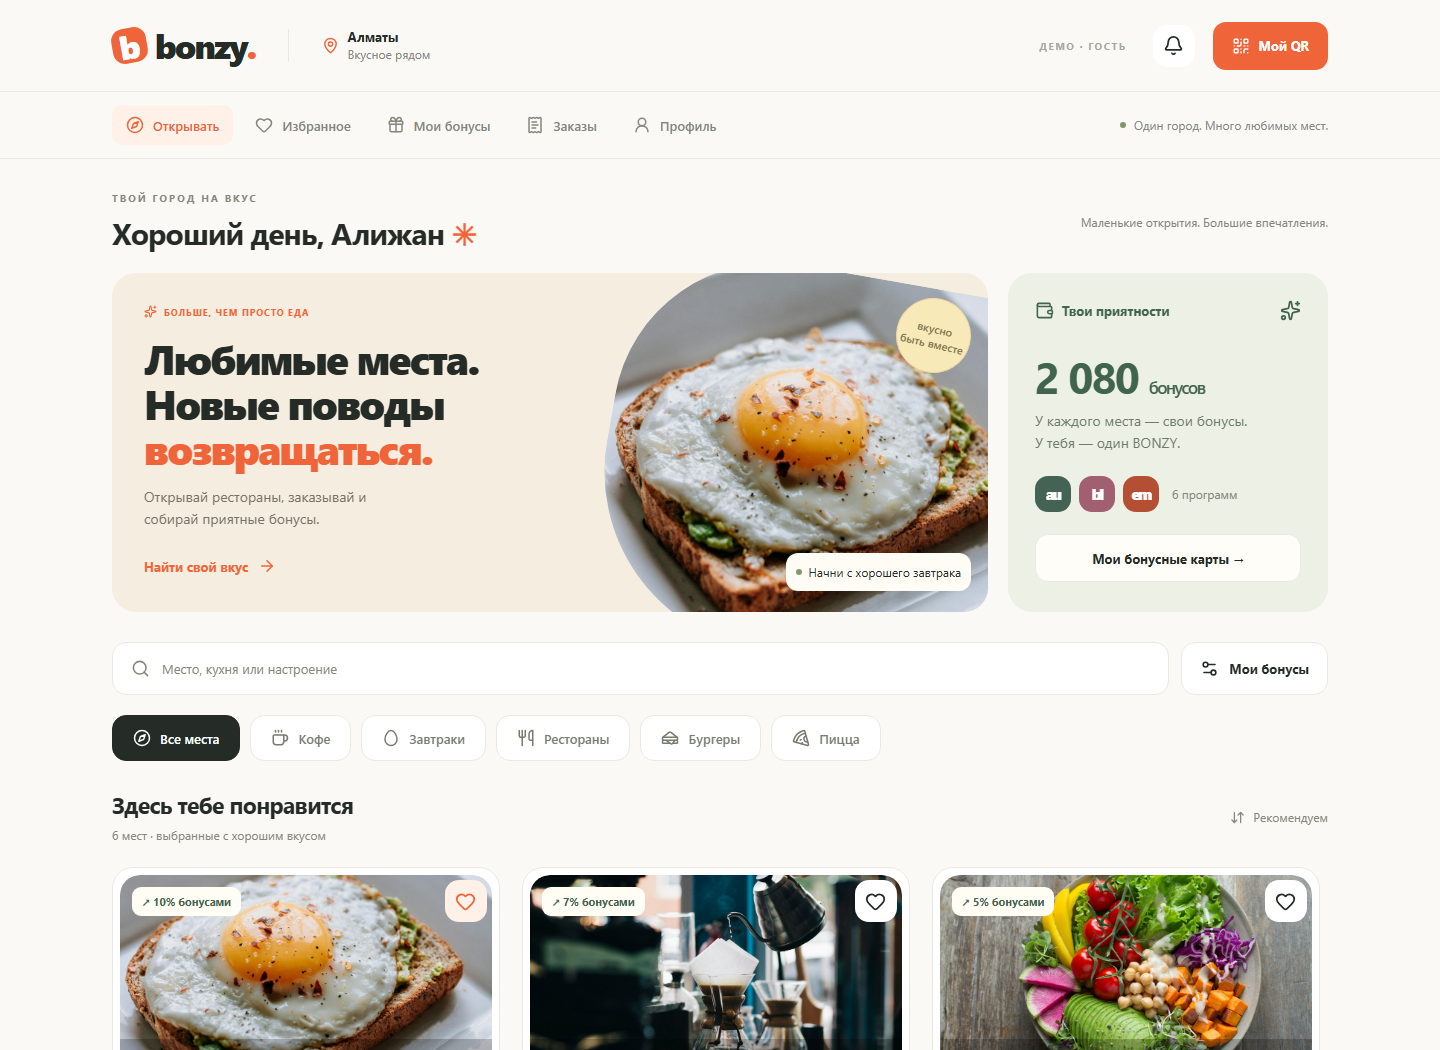 b bonzy.
Алматы
Вкусное рядом
ДЕМО · ГОСТЬ
Мой QR
Открывать
Избранное
Мои бонусы
Заказы
Профиль
Один город. Много любимых мест.
ТВОЙ ГОРОД НА ВКУС
Хороший день, Алижан
Маленькие открытия. Большие впечатления.
БОЛЬШЕ, ЧЕМ ПРОСТО ЕДА
Любимые места.
Новые поводы
возвращаться.
Открывай рестораны, заказывай и
собирай приятные бонусы.
Найти свой вкус →
вкусно
быть вместе
Начни с хорошего завтрака
Твои приятности
2 080 бонусов
У каждого места — свои бонусы.
У тебя — один BONZY.
au
bl
em
6 программ
Мои бонусные карты →
Место, кухня или настроение
Мои бонусы
Все места
Кофе
Завтраки
Рестораны
Бургеры
Пицца
Здесь тебе понравится
6 мест · выбранные с хорошим вкусом
Рекомендуем
↗ 10% бонусами
↗ 7% бонусами
↗ 5% бонусами